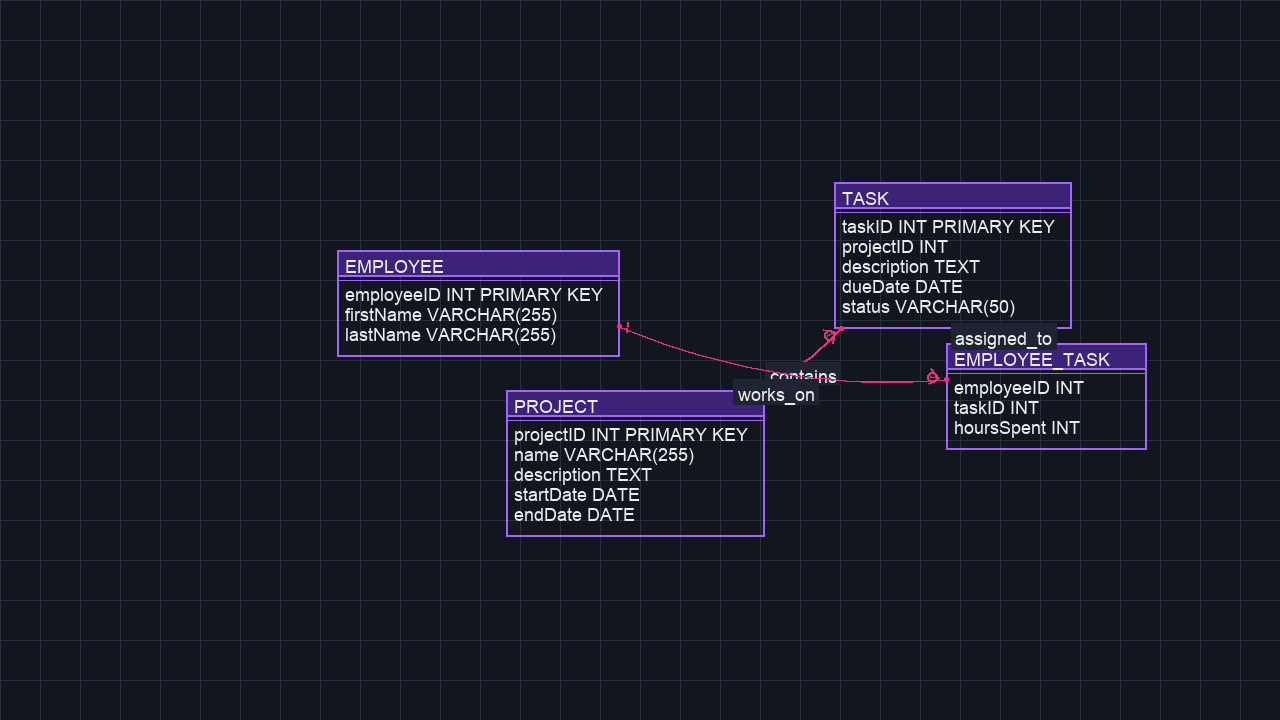 TASK
taskID INT PRIMARY KEY
projectID INT
description TEXT
dueDate DATE
status VARCHAR(50)
EMPLOYEE
employeeID INT PRIMARY KEY
firstName VARCHAR(255)
lastName VARCHAR(255)
assigned_to
EMPLOYEE_TASK
employeeID INT
taskID INT
hoursSpent INT
contains
works_on
PROJECT
projectID INT PRIMARY KEY
name VARCHAR(255)
description TEXT
startDate DATE
endDate DATE